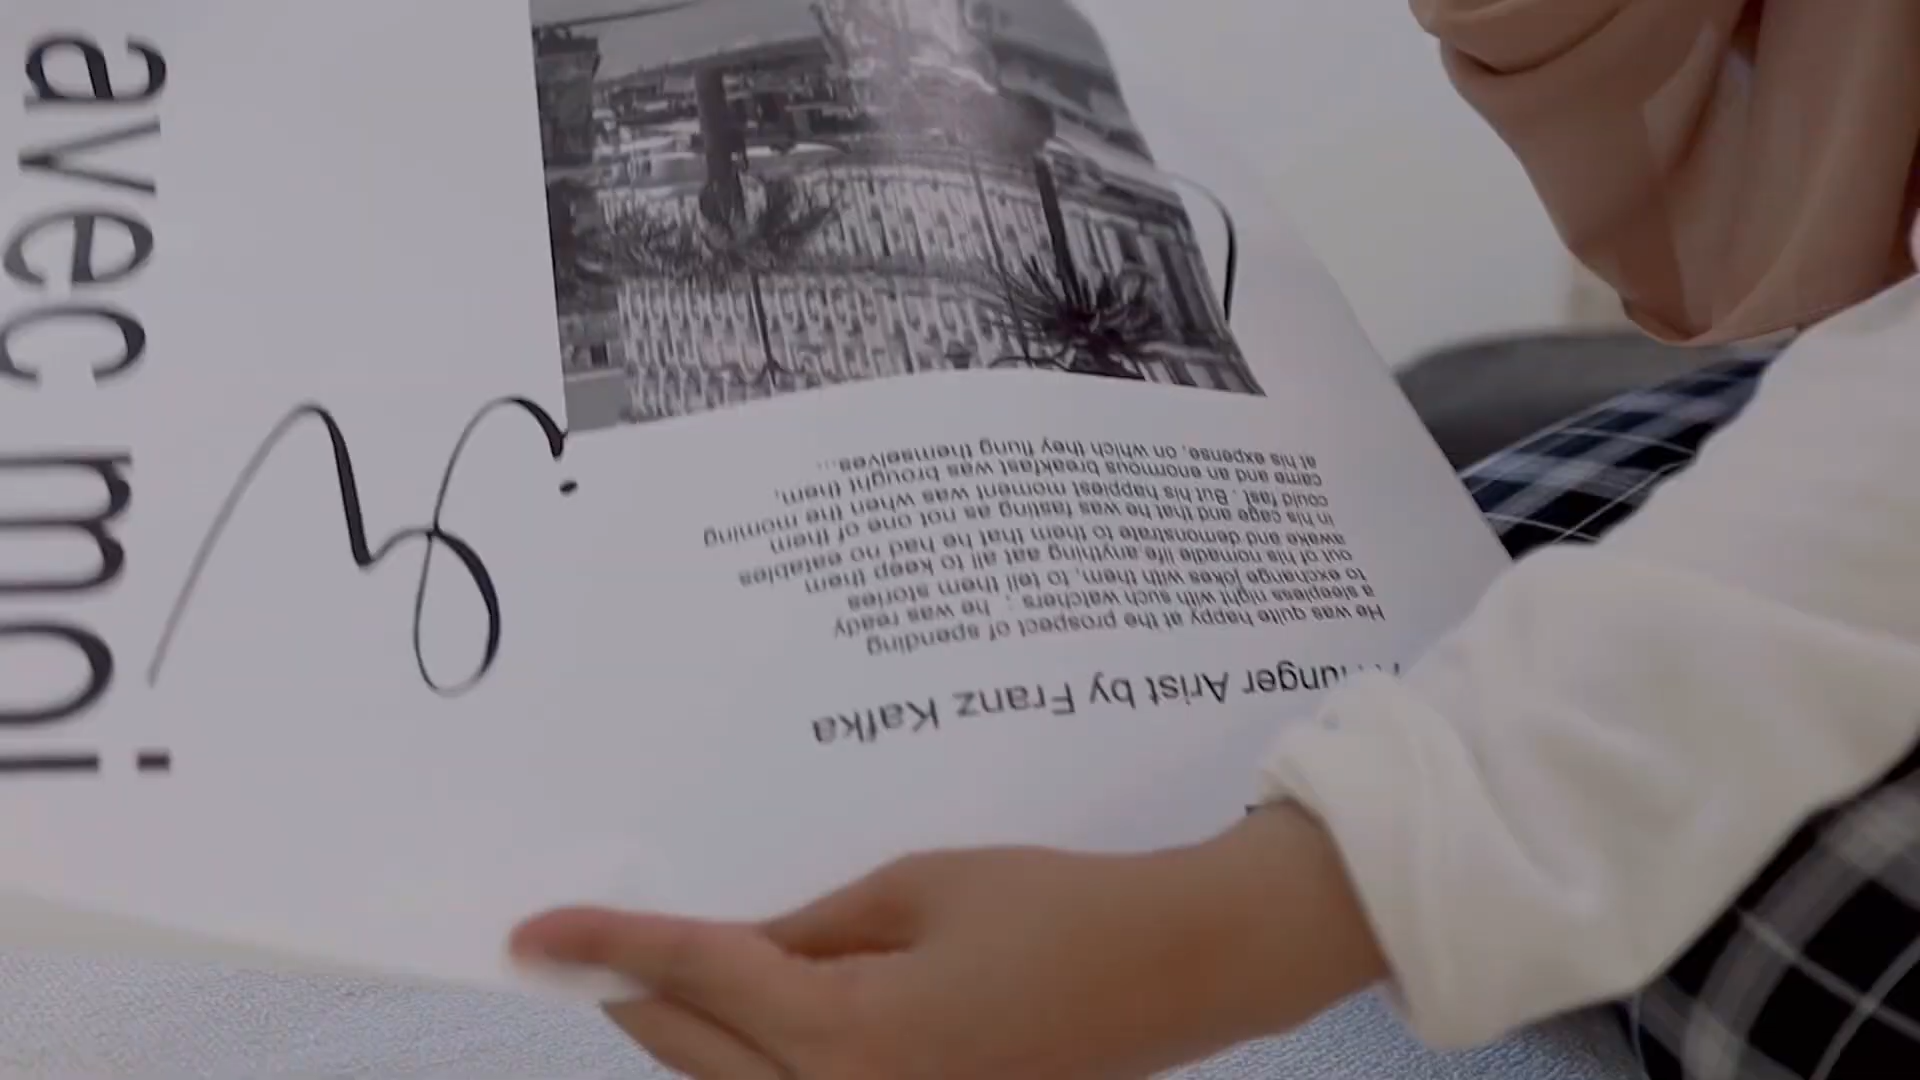 avec moi
Hunger Arist by Franz Kafka
He was quite happy at the prospect of spending
a sleepless night with such watchers ; he was ready
to exchange jokes with them, to tell them stories
out of his nomadie life, anything aat all to keep them
awake and demonstrate to them that he had no eatables
in his cage and that he was fasting as not one of them
could fast . But his happiest moment was when the morning
came and an enormous breakfast was brought them,
at his expense, on which they flung themselves...